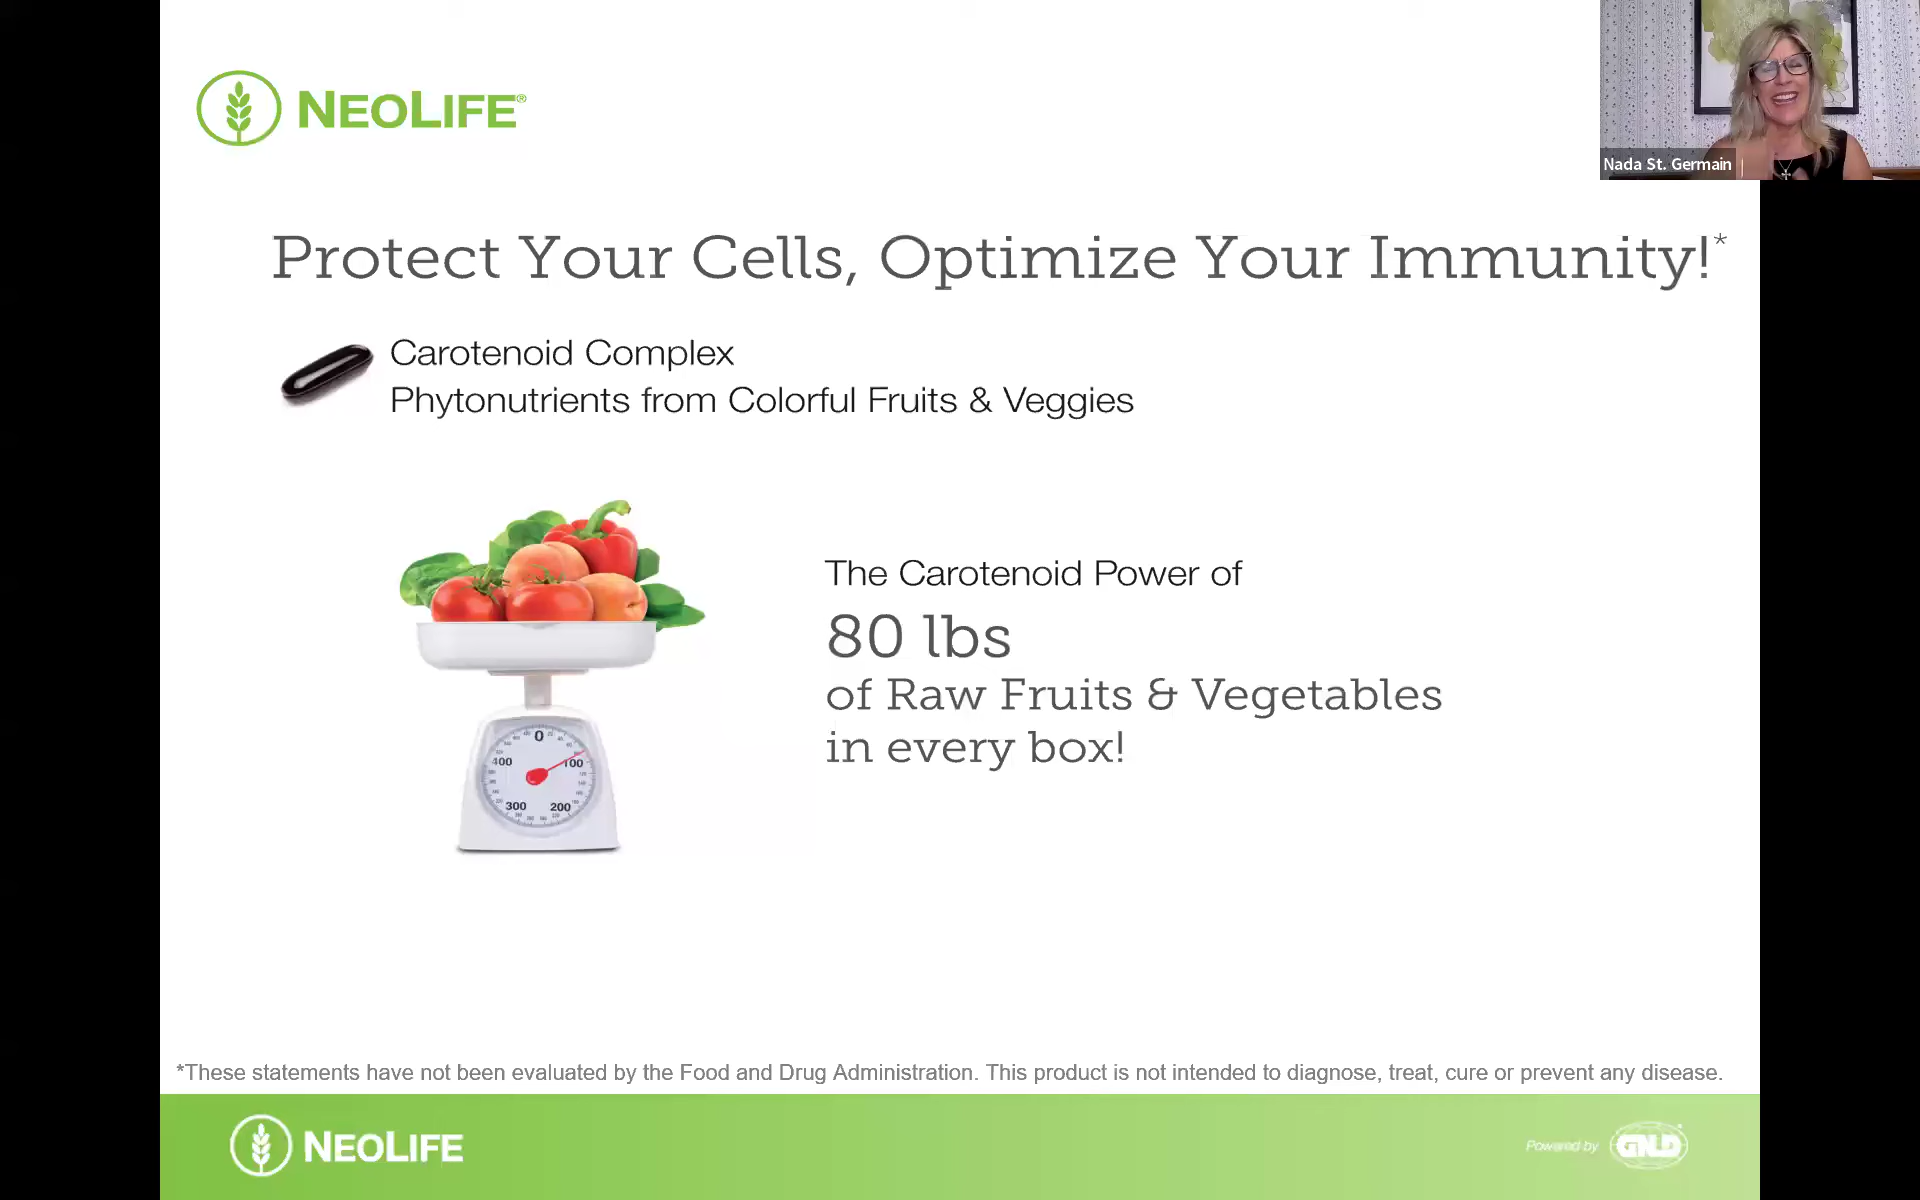 NEOLIFE®
Nada St. Germain
Protect Your Cells, Optimize Your Immunity!*
Carotenoid Complex
Phytonutrients from Colorful Fruits & Veggies
The Carotenoid Power of
80 lbs
of Raw Fruits & Vegetables
in every box!
0
400
100
300
200
*These statements have not been evaluated by the Food and Drug Administration. This product is not intended to diagnose, treat, cure or prevent any disease.
NEOLIFE
Powered by GNLD